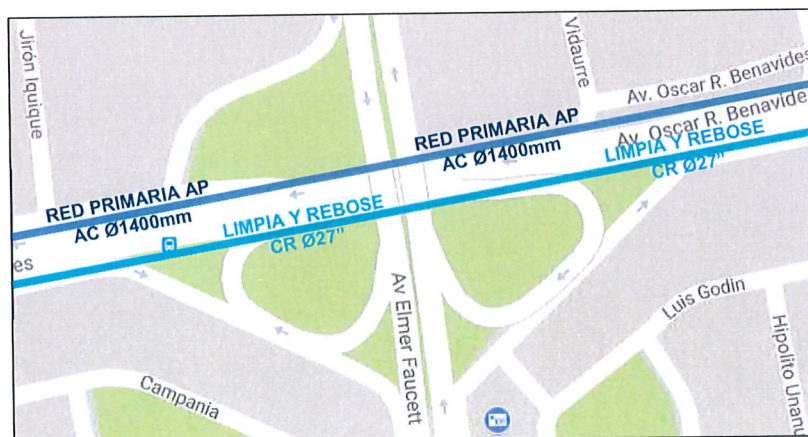 Jirón Iquique
Vidaurre
Av. Oscar R. Benavides
Av. Oscar R. Benavide
RED PRIMARIA AP
AC Ø1400mm
LIMPIA Y REBOSE
CR Ø27"
RED PRIMARIA AP
AC Ø1400mm
LIMPIA Y REBOSE
CR Ø27"
es
Av Elmer Faucett
Luis Godin
Hipolito Unanu
Campania